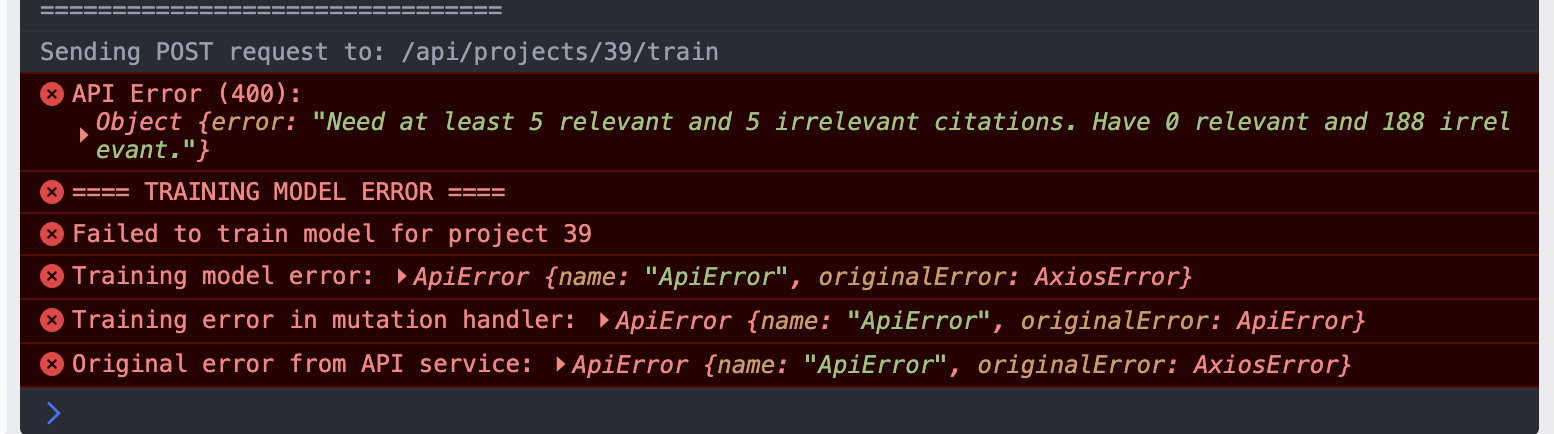 ================================
Sending POST request to: /api/projects/39/train
API Error (400):
Object {error: "Need at least 5 relevant and 5 irrelevant citations. Have 0 relevant and 188 irrel
evant."}
==== TRAINING MODEL ERROR ====
Failed to train model for project 39
Training model error: ApiError {name: "ApiError", originalError: AxiosError}
Training error in mutation handler: ApiError {name: "ApiError", originalError: ApiError}
Original error from API service: ApiError {name: "ApiError", originalError: AxiosError}